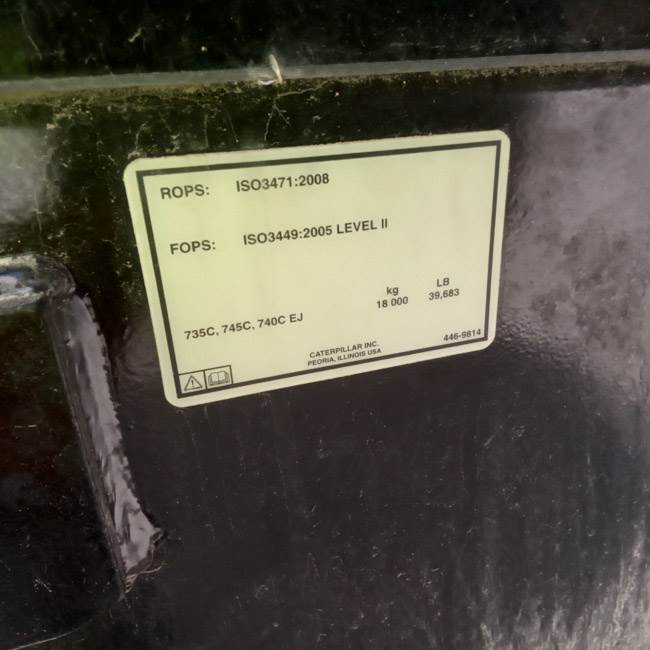 ROPS: ISO3471:2008
FOPS: ISO3449:2005 LEVEL II
kg LB
735C, 745C, 740C EJ 18 000 39,683
446-9814
CATERPILLAR INC.
PEORIA, ILLINOIS USA